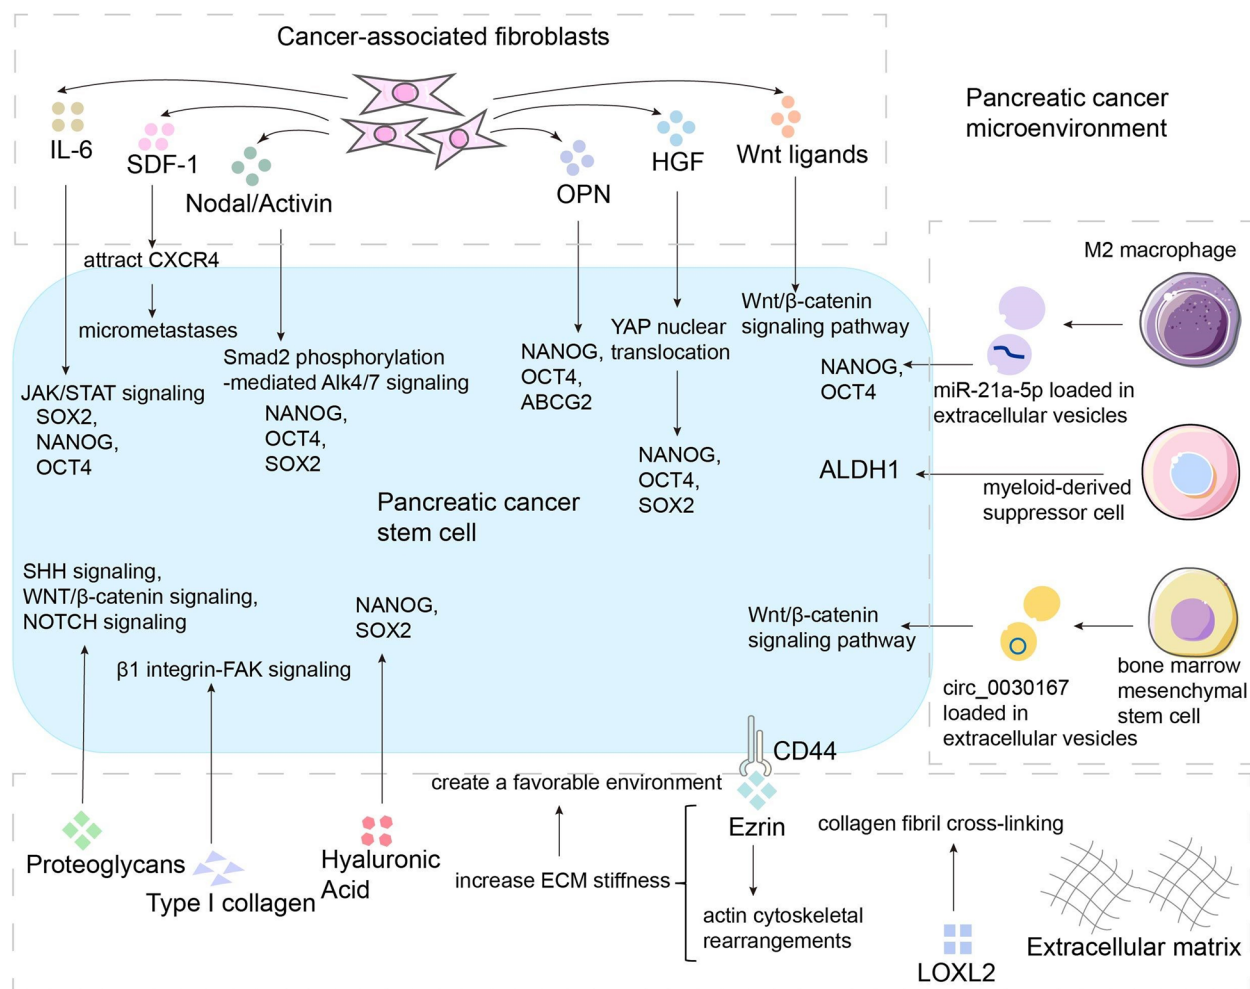 Cancer-associated fibroblasts
Pancreatic cancer
microenvironment
IL-6
SDF-1
Nodal/Activin
OPN
HGF
Wnt ligands
attract CXCR4
micrometastases
JAK/STAT signaling
SOX2,
NANOG,
OCT4
Smad2 phosphorylation
-mediated Alk4/7 signaling
NANOG,
OCT4,
SOX2
NANOG,
OCT4,
ABCG2
YAP nuclear
translocation
NANOG,
OCT4,
SOX2
Wnt/β-catenin
signaling pathway
NANOG,
OCT4
M2 macrophage
miR-21a-5p loaded in
extracellular vesicles
ALDH1
myeloid-derived
suppressor cell
Pancreatic cancer
stem cell
SHH signaling,
WNT/β-catenin signaling,
NOTCH signaling
β1 integrin-FAK signaling
NANOG,
SOX2
Wnt/β-catenin
signaling pathway
circ_0030167
loaded in
extracellular vesicles
bone marrow
mesenchymal
stem cell
CD44
create a favorable environment
Ezrin
collagen fibril cross-linking
Proteoglycans
Type I collagen
Hyaluronic
Acid
increase ECM stiffness
actin cytoskeletal
rearrangements
LOXL2
Extracellular matrix